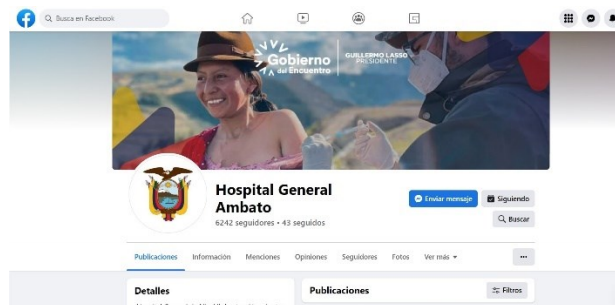 Busca en Facebook
Gobierno
del Encuentro
GUILLERMO LASSO
PRESIDENTE
Hospital General
Ambato
6242 seguidores • 43 seguidos
Enviar mensaje
Siguiendo
Buscar
Publicaciones Información Menciones Opiniones Seguidores Fotos Ver más
Detalles
Publicaciones
Filtros